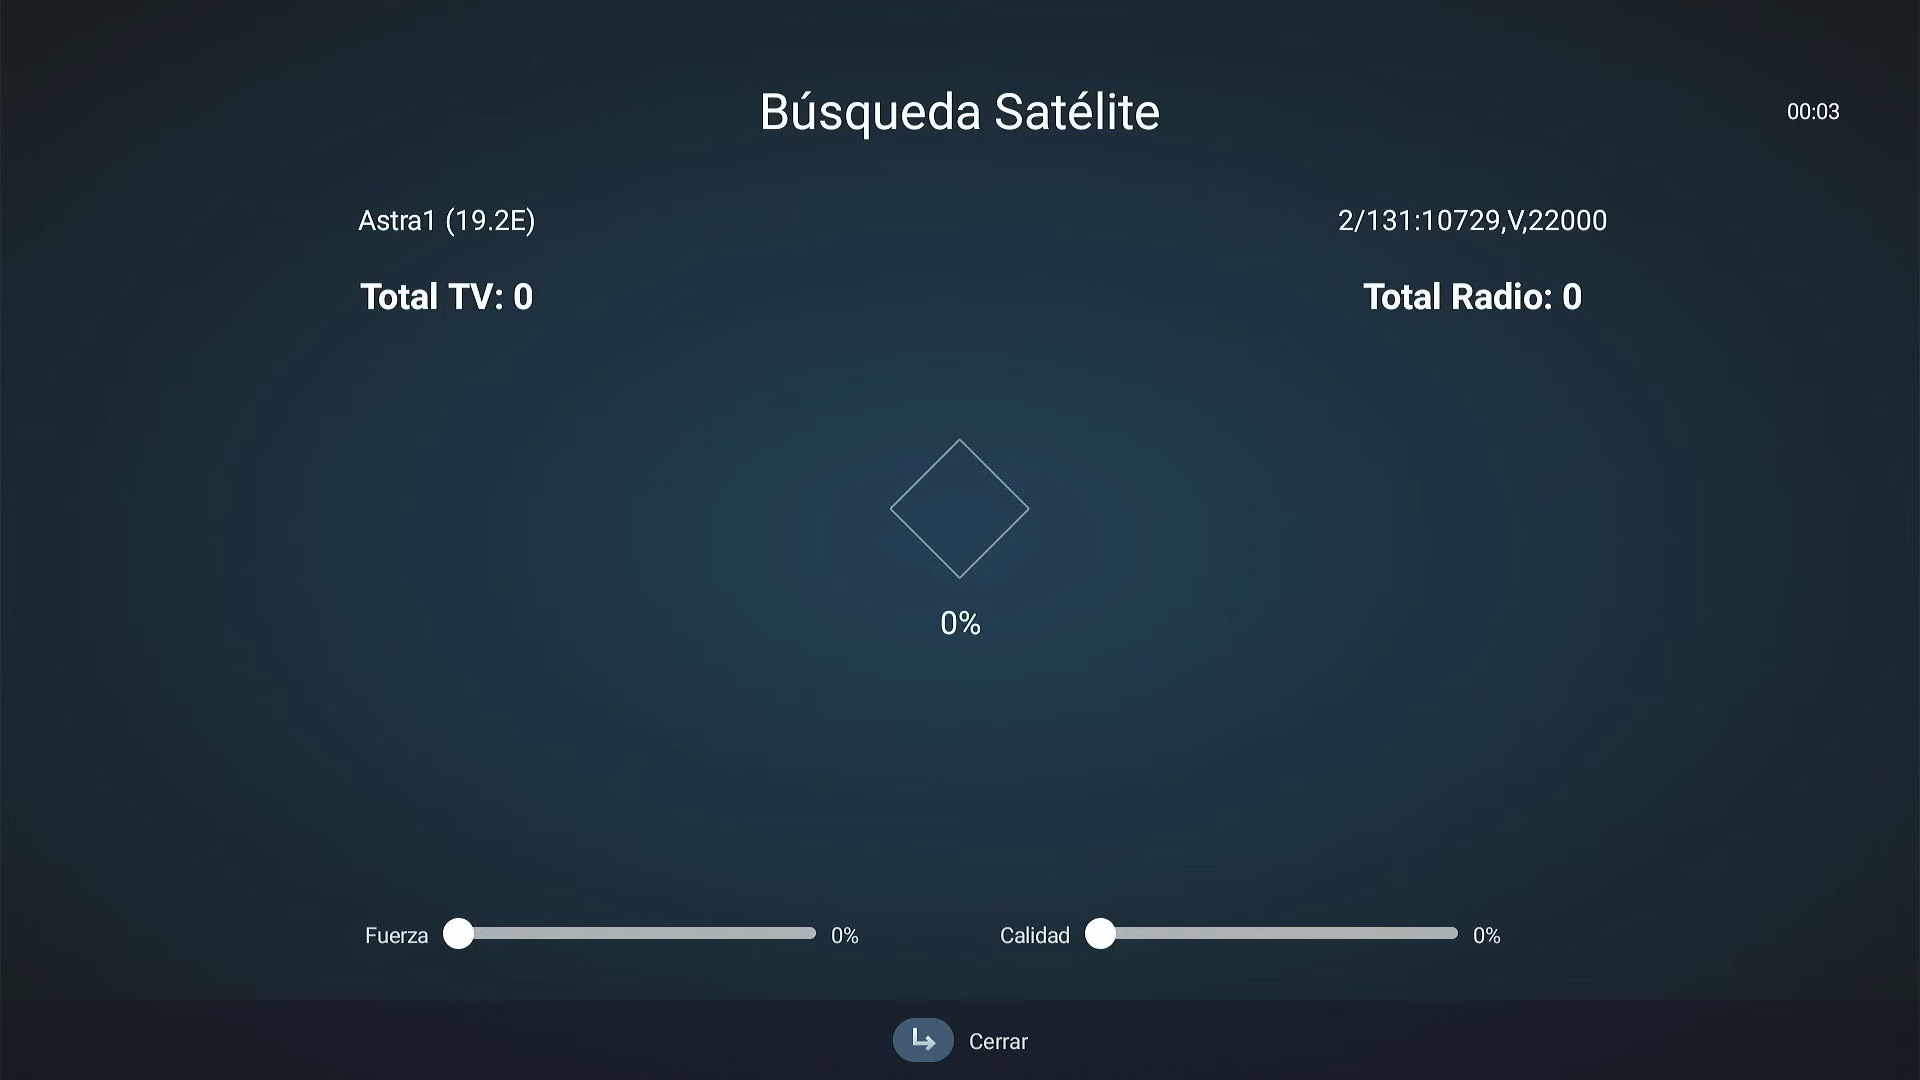 Búsqueda Satélite
00:03
Astra1 (19.2E)
2/131:10729,V,22000
Total TV: 0
Total Radio: 0
0%
Fuerza
0%
Calidad
0%
Cerrar